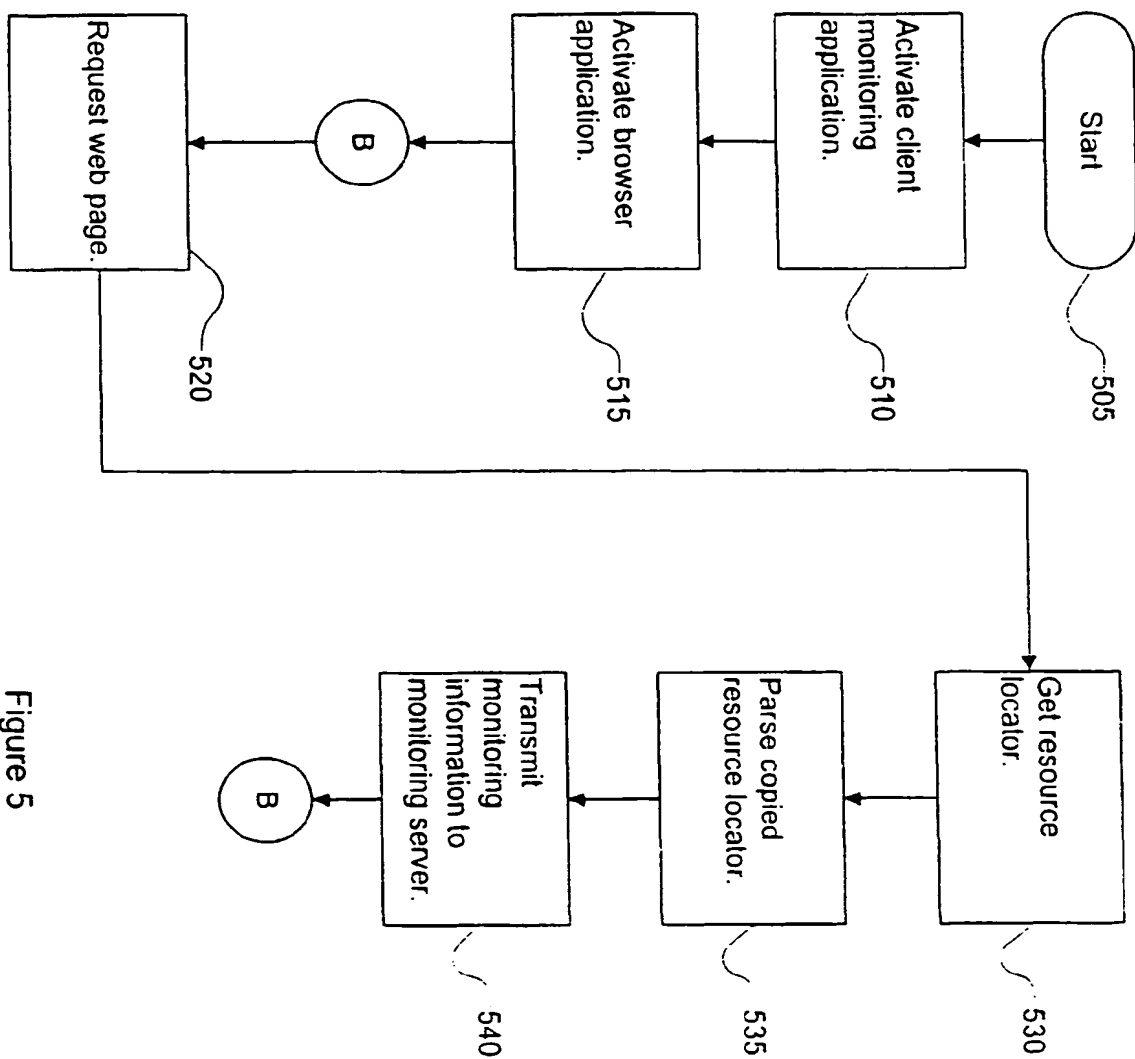 Start
505
Activate client
monitoring
application.
510
Activate browser
application.
515
B
Request web page.
520
Get resource
locator.
530
Parse copied
resource locator.
535
Transmit
monitoring
information to
monitoring server.
540
B
Figure 5